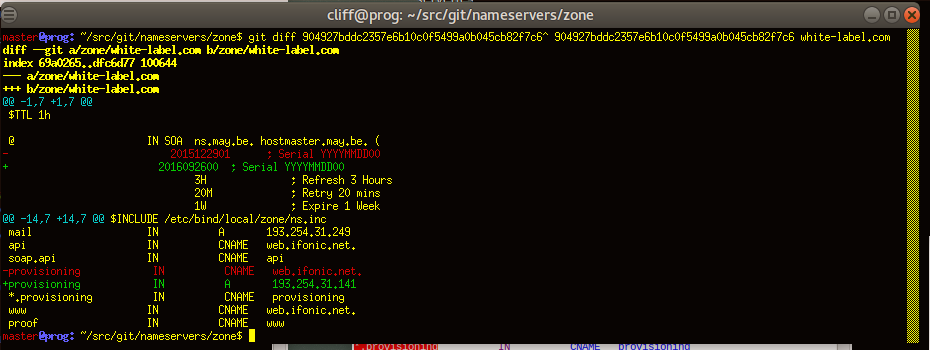 cliff@prog: ~/src/git/nameservers/zone
master@prog: ~/src/git/nameservers/zone$ git diff 904927bddc2357e6b10c0f5499a0b045cb82f7c6^ 904927bddc2357e6b10c0f5499a0b045cb82f7c6 white-label.com
diff --git a/zone/white-label.com b/zone/white-label.com
index 69a0265..dfc6d77 100644
--- a/zone/white-label.com
+++ b/zone/white-label.com
@@ -1,7 +1,7 @@
$TTL 1h
@ IN SOA ns.may.be. hostmaster.may.be. (
- 2015122901 ; Serial YYYYMMDD00
+ 2016092600 ; Serial YYYYMMDD00
3H ; Refresh 3 Hours
20M ; Retry 20 mins
1W ; Expire 1 Week
@@ -14,7 +14,7 @@ $INCLUDE /etc/bind/local/zone/ns.inc
mail IN A 193.254.31.249
api IN CNAME web.ifonic.net.
soap.api IN CNAME api
-provisioning IN CNAME web.ifonic.net.
+provisioning IN A 193.254.31.141
*.provisioning IN CNAME provisioning
www IN CNAME web.ifonic.net.
proof IN CNAME www
master@prog: ~/src/git/nameservers/zone$
*.provisioning IN CNAME provisioning